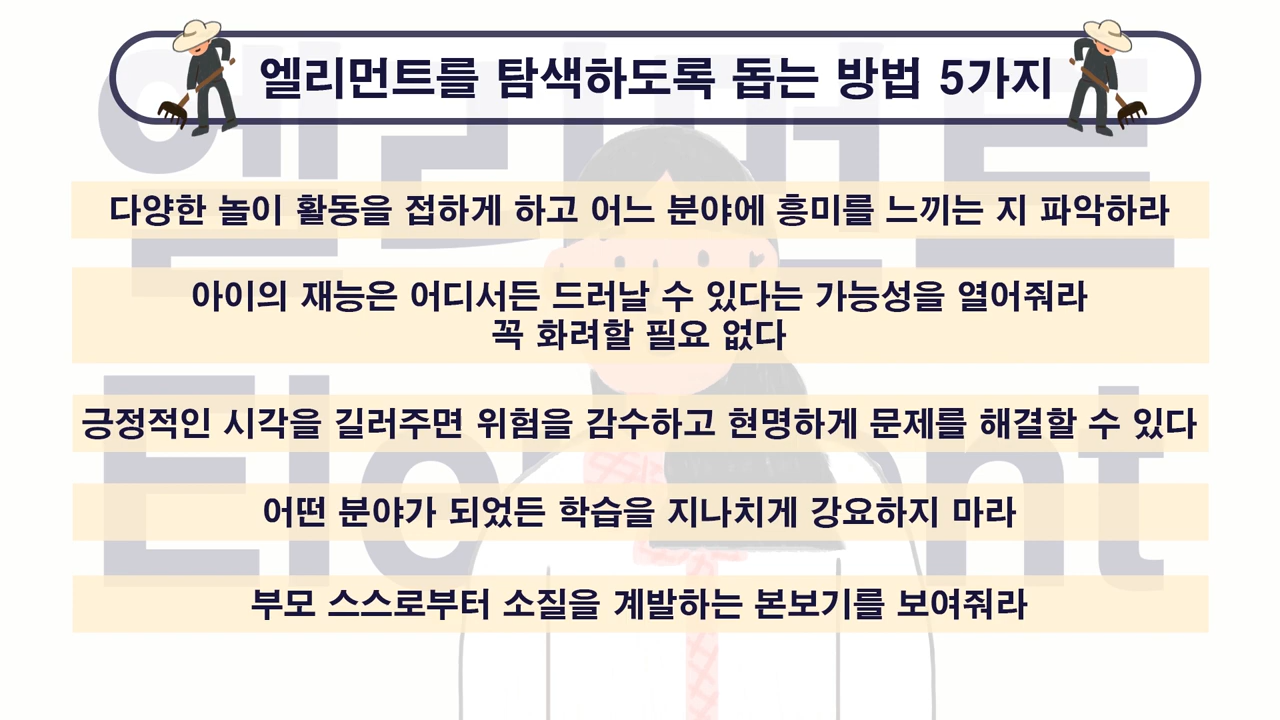 엘리먼트를 탐색하도록 돕는 방법 5가지
다양한 놀이 활동을 접하게 하고 어느 분야에 흥미를 느끼는 지 파악하라
아이의 재능은 어디서든 드러날 수 있다는 가능성을 열어줘라
꼭 화려할 필요 없다
긍정적인 시각을 길러주면 위험을 감수하고 현명하게 문제를 해결할 수 있다
어떤 분야가 되었든 학습을 지나치게 강요하지 마라
부모 스스로부터 소질을 계발하는 본보기를 보여줘라